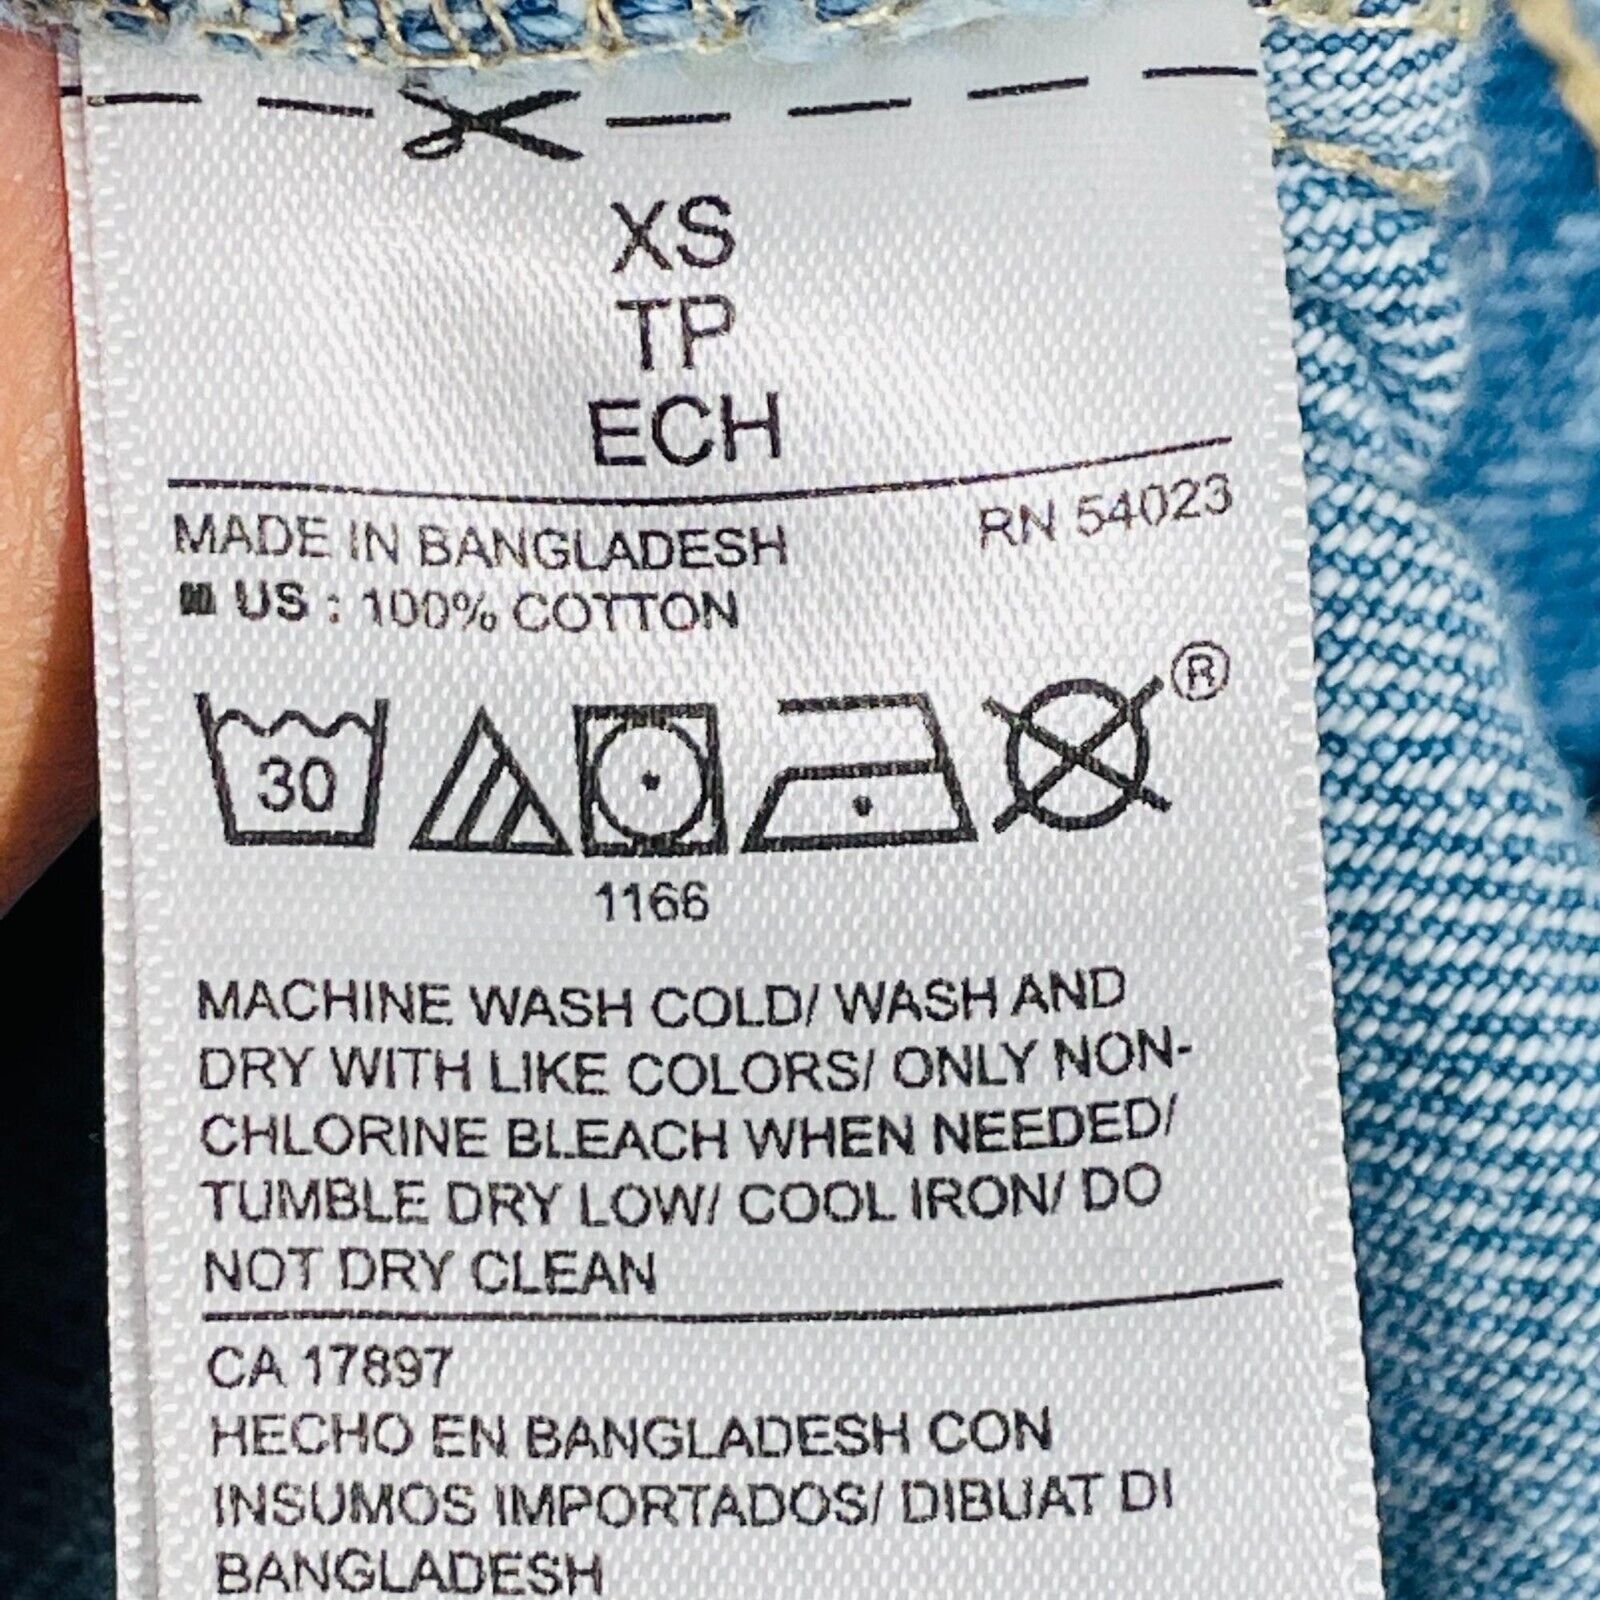 XS
TP
ECH
MADE IN BANGLADESH RN 54023
US : 100% COTTON
30 ®
1166
MACHINE WASH COLD/ WASH AND
DRY WITH LIKE COLORS/ ONLY NON-
CHLORINE BLEACH WHEN NEEDED/
TUMBLE DRY LOW/ COOL IRON/ DO
NOT DRY CLEAN
CA 17897
HECHO EN BANGLADESH CON
INSUMOS IMPORTADOS/ DIBUAT DI
BANGLADESH